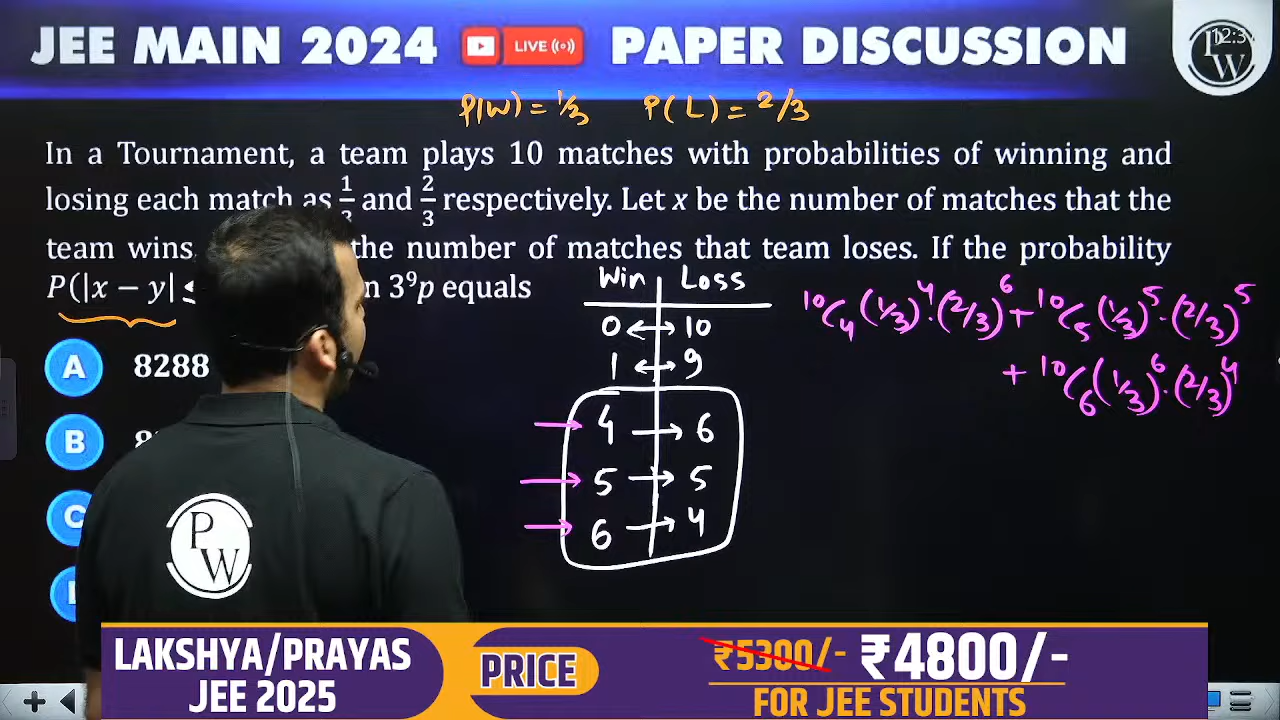 JEE MAIN 2024 LIVE PAPER DISCUSSION
PW
12:3
P(W) = 1/3 P(L) = 2/3
In a Tournament, a team plays 10 matches with probabilities of winning and
losing each match as 1/3 and 2/3 respectively. Let x be the number of matches that the
team wins the number of matches that team loses. If the probability
P(|x − y| ≤ n 3⁹p equals
Win Loss
0 ↔ 10
1 ↔ 9
4 → 6
5 → 5
6 → 4
¹⁰C₄ (1/3)⁴·(2/3)⁶ + ¹⁰C₅ (1/3)⁵·(2/3)⁵
+ ¹⁰C₆ (1/3)⁶·(2/3)⁴
A 8288
B 8
C
PW
LAKSHYA/PRAYAS
JEE 2025
PRICE
₹5300/- ₹4800/-
FOR JEE STUDENTS